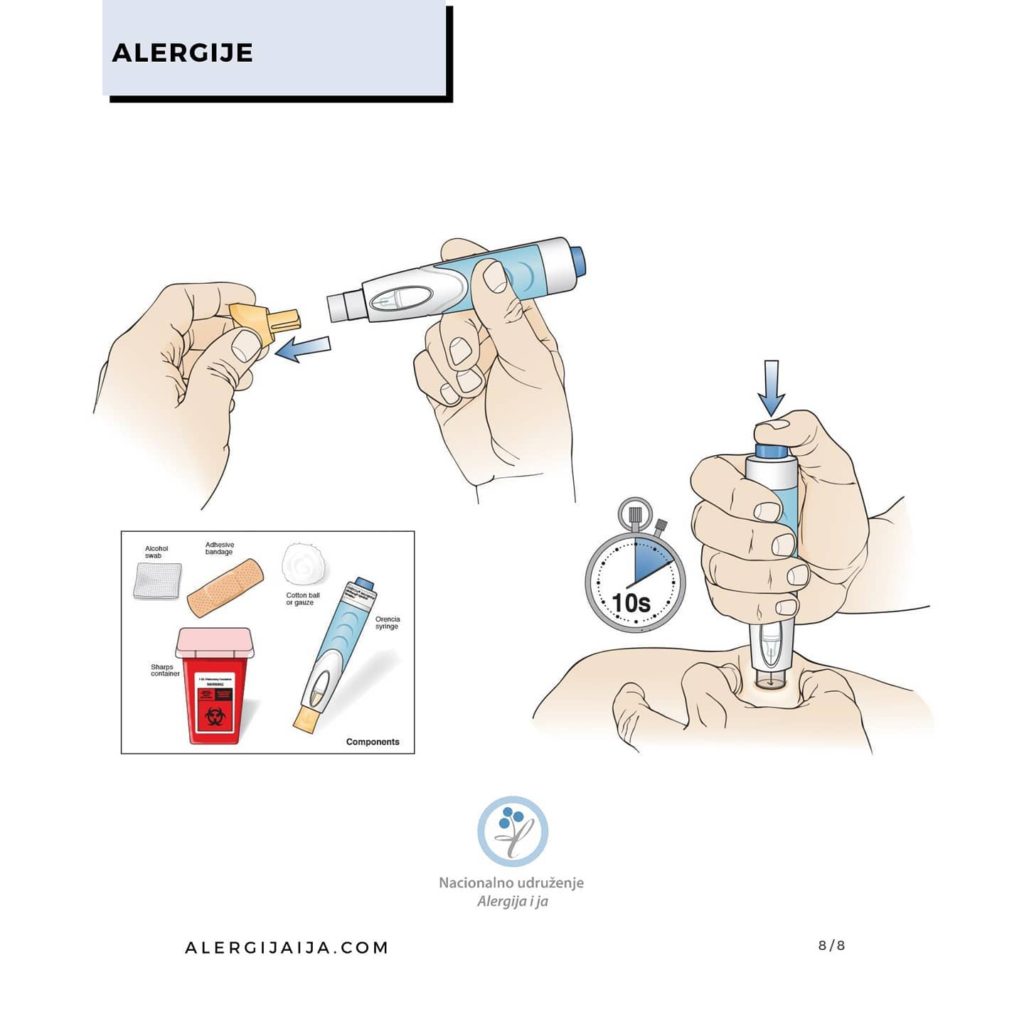 ALERGIJE
10s
Alcohol
swab
Adhesive
bandage
Cotton ball
or gauze
Orencia
syringe
Sharps
container
Components
Nacionalno udruženje
Alergija i ja
ALERGIJAIJA.COM
8/8